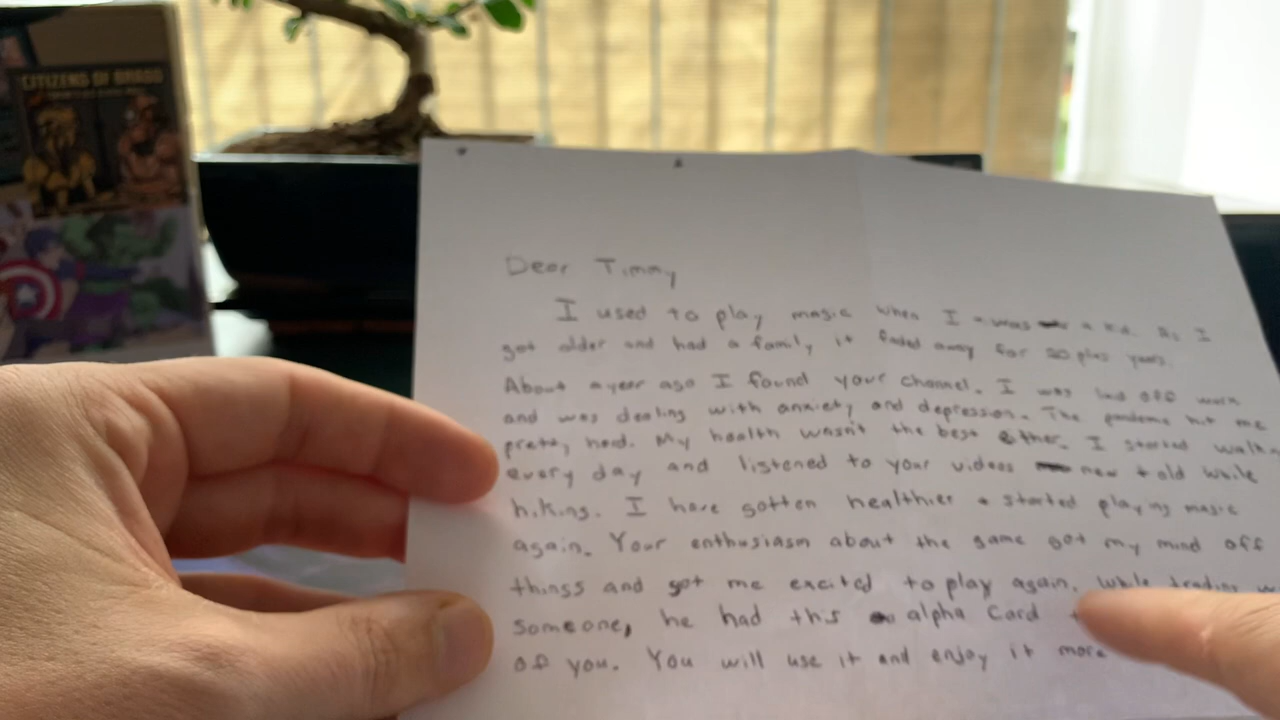 CITIZENS OF
Dear Timmy
I used to play magic when I was a kid. As I
got older and had a family it faded away for 20 plus years.
About a year ago I found your channel. I was laid off work
and was dealing with anxiety and depression. The pandemic hit me
pretty hard. My health wasn't the best either. I started
every day and listened to your videos new + old while
hiking. I have gotten healthier + started playing magic
again. Your enthusiasm about the game got my mind off
things and got me excited to play again. While trading
someone, he had this alpha Card
of you. You will use it and enjoy it more